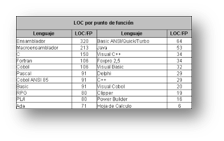 LOC por punto de función
Lenguaje LOC/FP Lenguaje LOC/FP
Ensamblador 320 Basic ANSI/Quick/Turbo 64
Macroensamblador 213 Java 53
C 150 Visual C++ 34
Fortran 106 Foxpro 2,5 34
Cobol 106 Visual Basic 32
Pascal 91 Delphi 29
Cobol ANSI 85 91 C++ 29
Basic 91 Visual Cobol 20
RPG 80 Clipper 19
PL/I 80 Power Builder 16
Ada 71 Hoja de Calculo 6